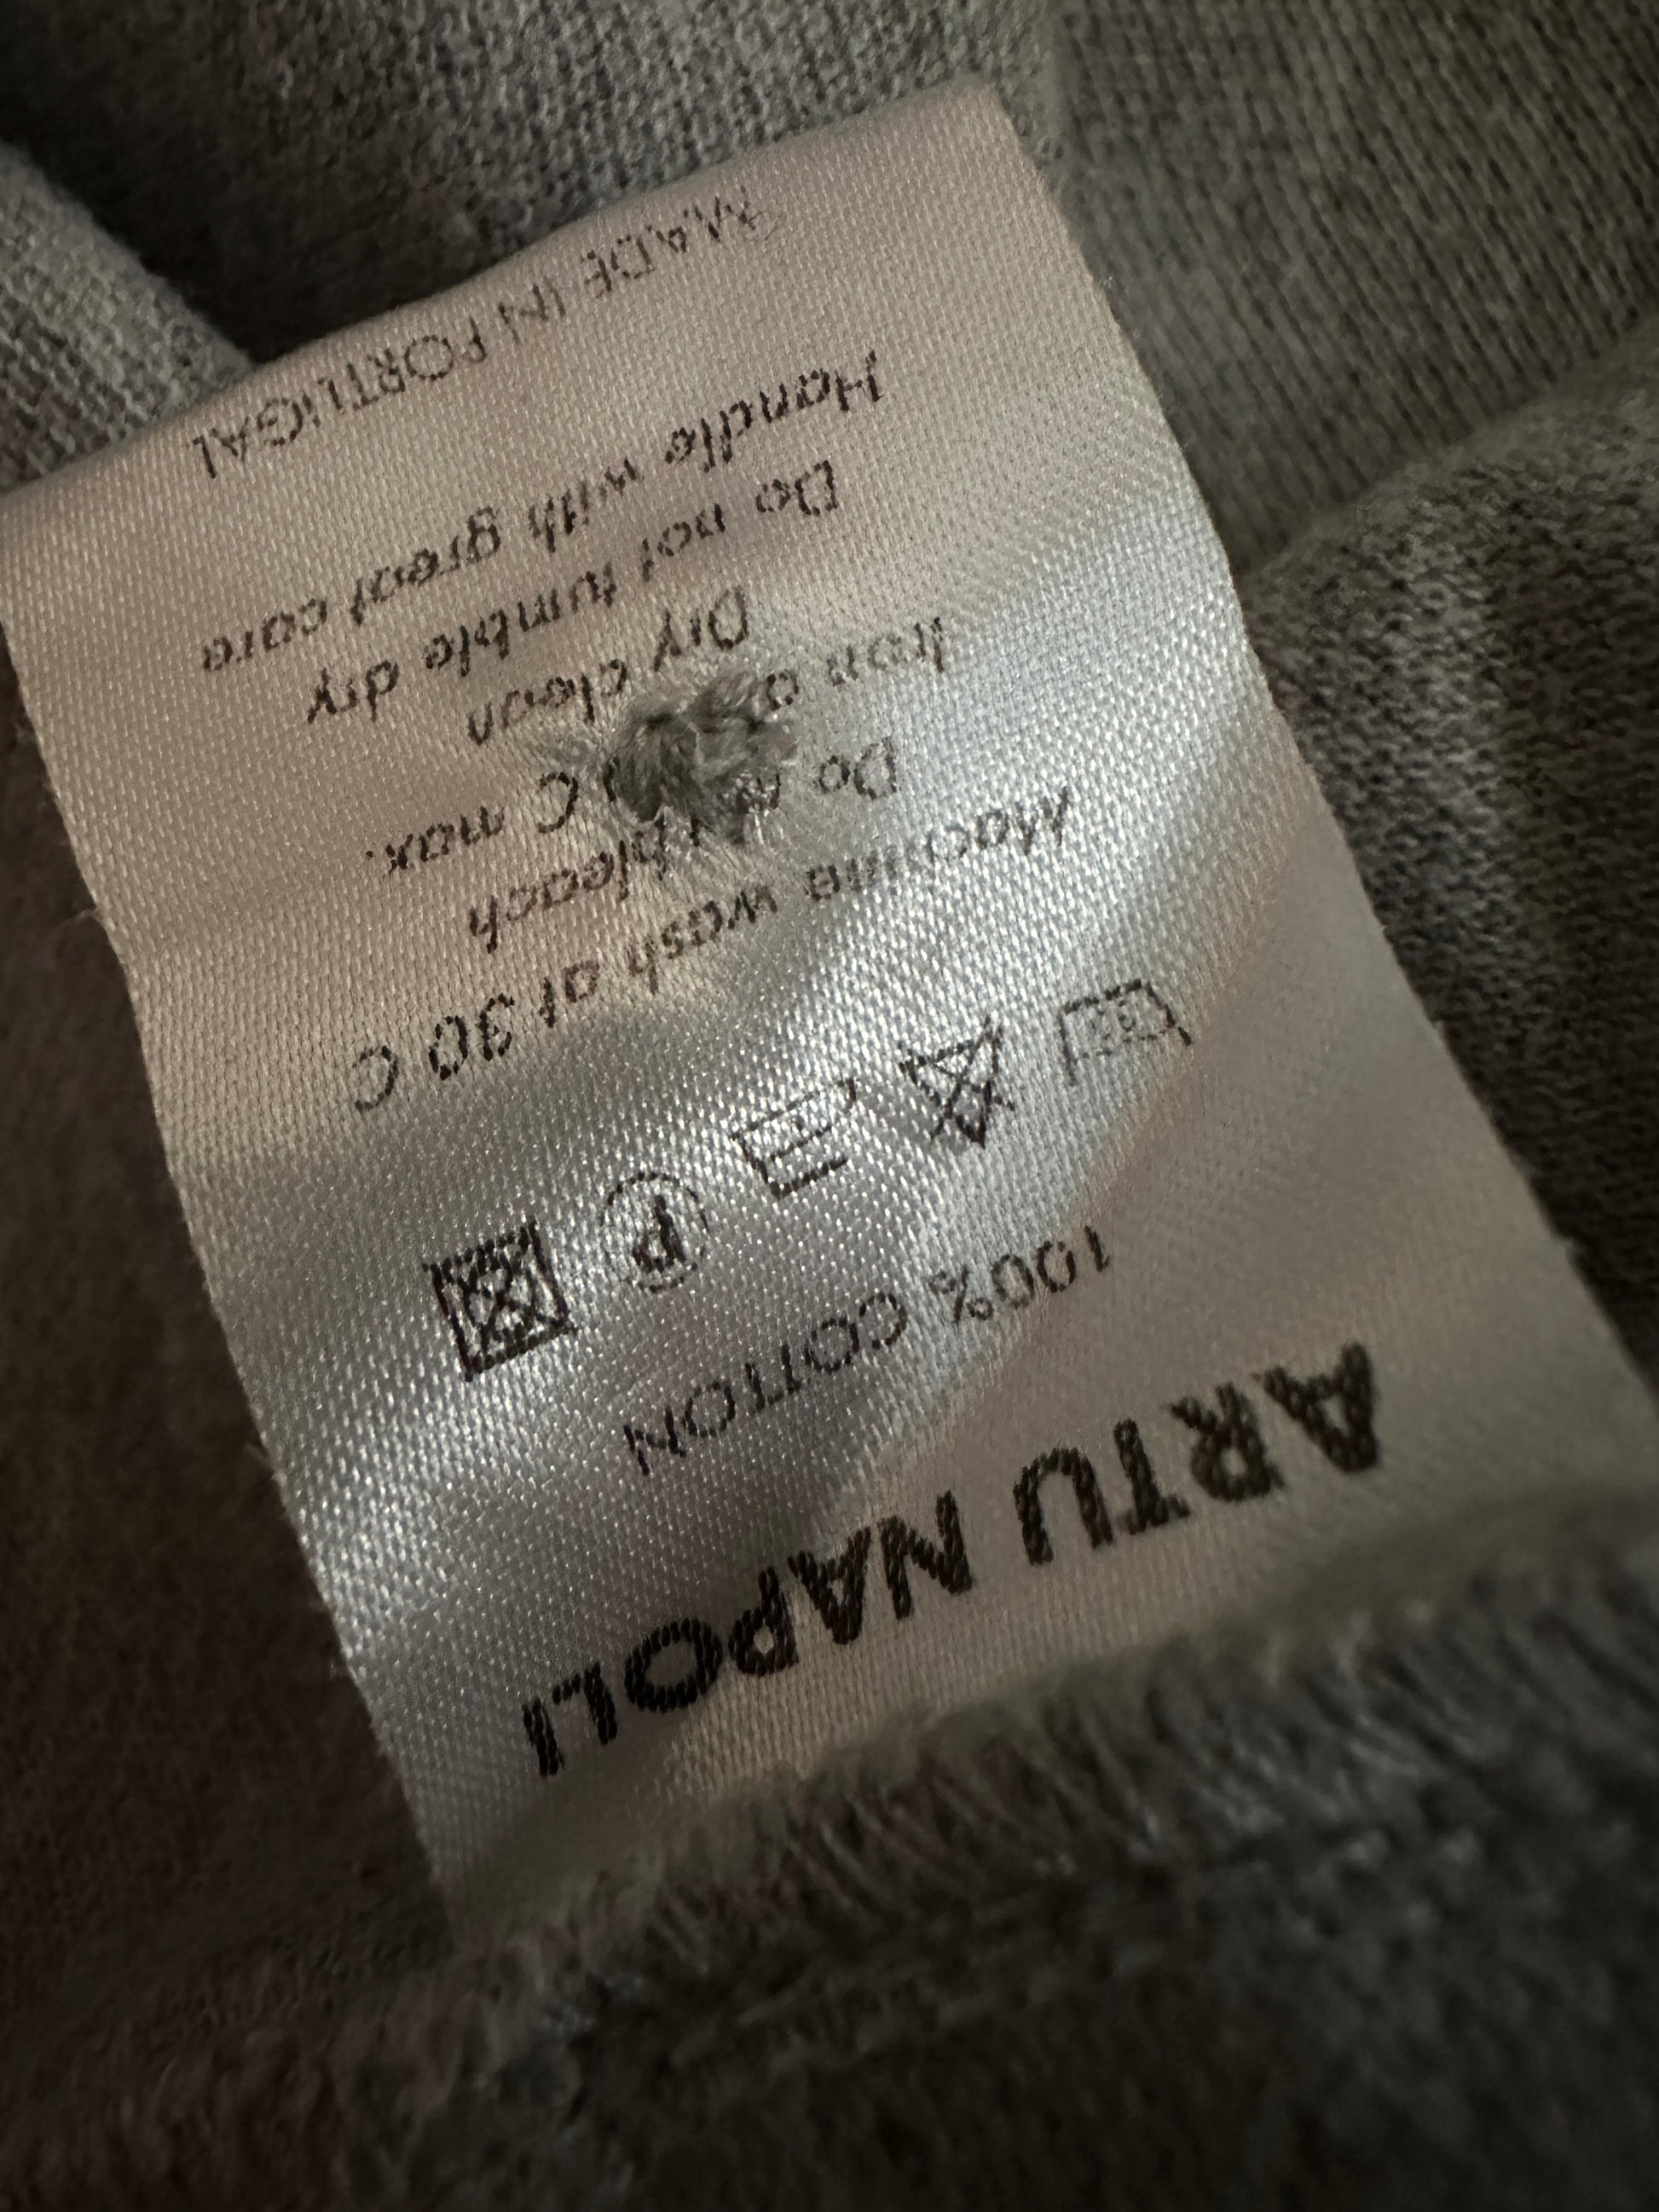 ARTU NAPOLI
100% COTTON
Machine wash at 30 C
Do bleach
Iron C max.
Dry clean
Do not tumble dry
Handle with great care
MADE IN PORTUGAL